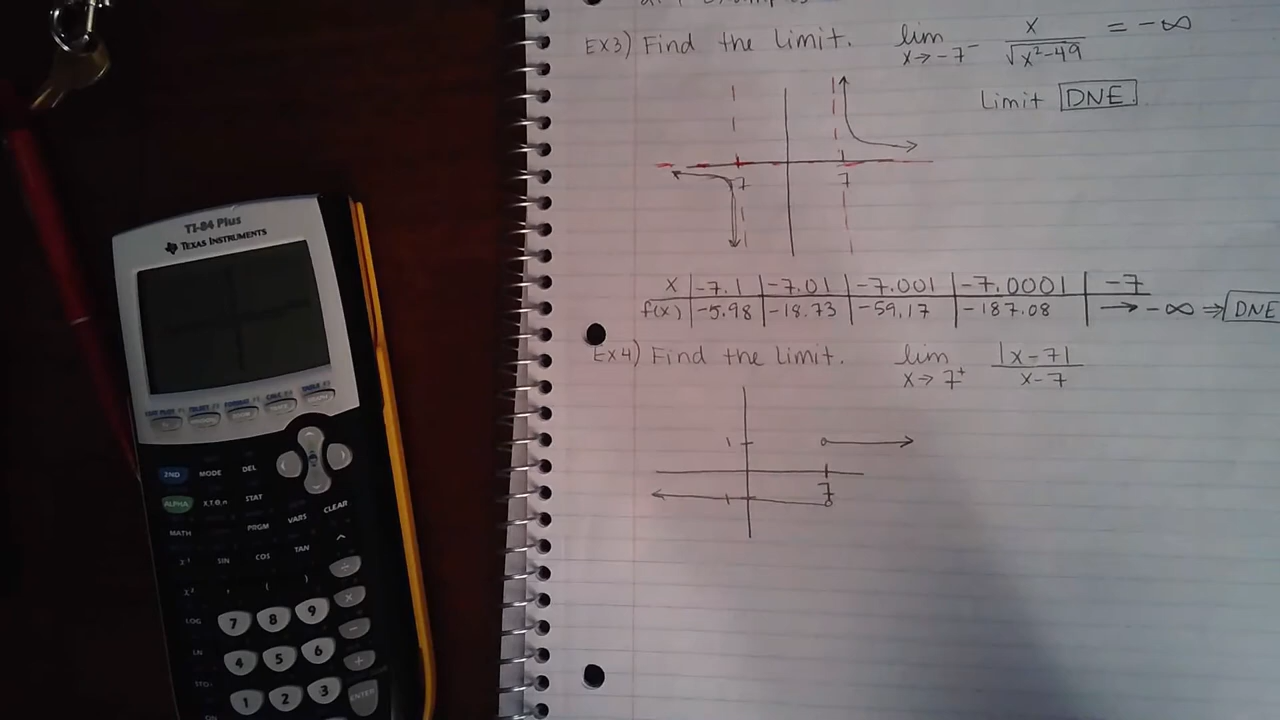 TI-84 Plus
TEXAS INSTRUMENTS
2ND MODE DEL
ALPHA X,T,Θ,n STAT
MATH PRGM VARS CLEAR
x⁻¹ SIN COS TAN ^
x² , ( ) ÷
LOG 7 8 9 ×
LN 4 5 6 −
STO› 1 2 3 +
ON ENTER
Ex3) Find the limit. lim x→-7⁻ x/√x²-49 = -∞
Limit DNE.
7 7
x | -7.1 | -7.01 | -7.001 | -7.0001 | -7
f(x) | -5.98 | -18.73 | -59.17 | -187.08 | → -∞ ⇒ DNE
Ex4) Find the limit. lim x→7⁺ |x-7|/x-7
1
7